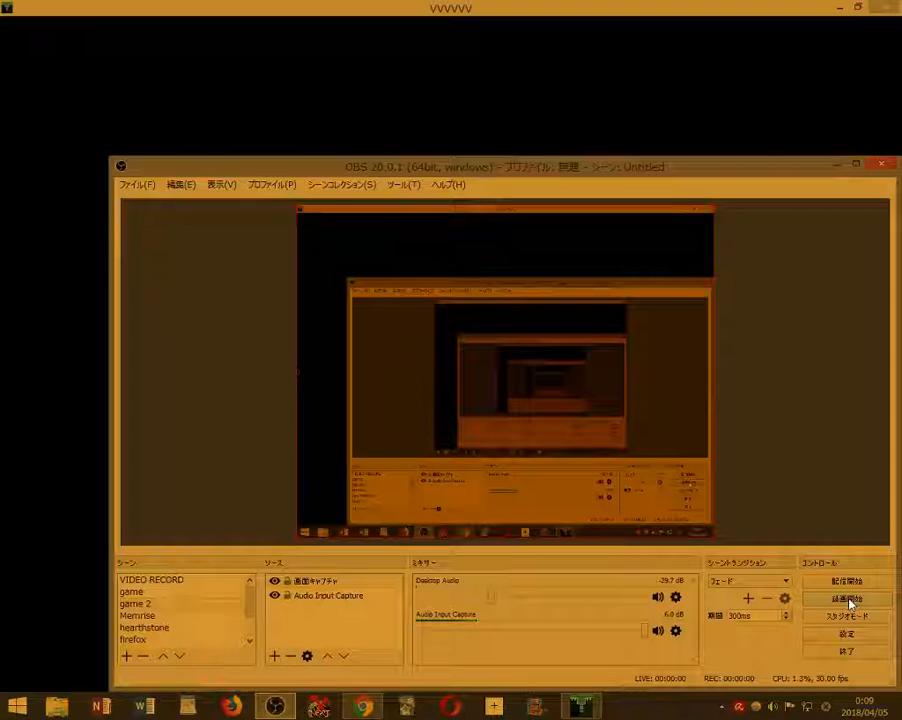 VVVVVV
OBS 20.0.1 (64bit, windows) - プロファイル: 無題 - シーン: Untitled
ファイル(F) 編集(E) 表示(V) プロファイル(P) シーンコレクション(S) ツール(T) ヘルプ(H)
シーン: ソース: ミキサー シーントランジション コントロール
VIDEO RECORD
game
game 2
Memrise
hearthstone
firefox
画面キャプチャ
Audio Input Capture
Desktop Audio -29.7 dB
Audio Input Capture 6.0 dB
フェード
期間 300ms
配信開始
録画開始
スタジオモード
設定
終了
LIVE: 00:00:00 REC: 00:00:00 CPU: 1.3%, 30.00 fps
0:09
2018/04/05